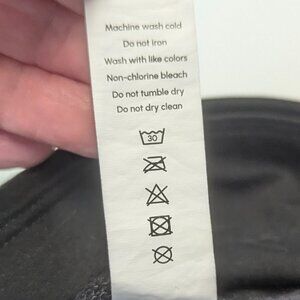 Machine wash cold
Do not iron
Wash with like colors
Non-chlorine bleach
Do not tumble dry
Do not dry clean
30